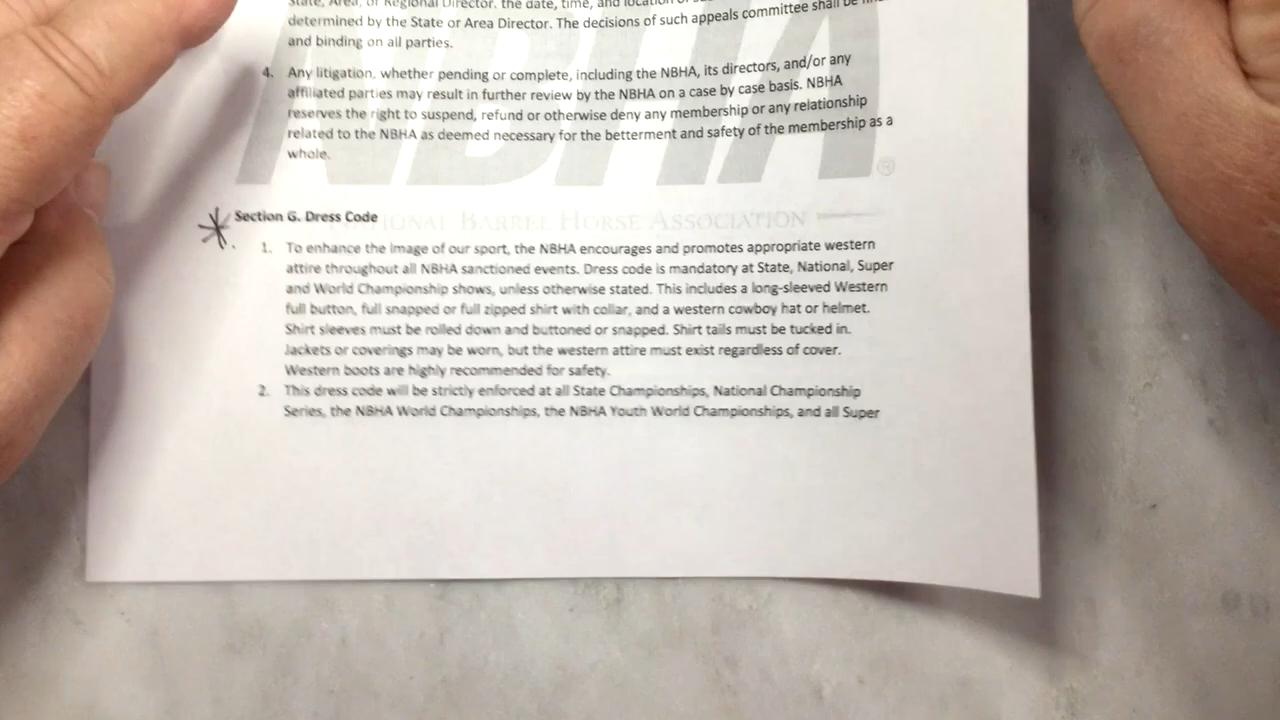 State, Area, or Regional Director. the date, time, and location of
determined by the State or Area Director. The decisions of such appeals committee shall be
and binding on all parties.
4. Any litigation, whether pending or complete, including the NBHA, its directors, and/or any
affiliated parties may result in further review by the NBHA on a case by case basis. NBHA
reserves the right to suspend, refund or otherwise deny any membership or any relationship
related to the NBHA as deemed necessary for the betterment and safety of the membership as a
whole.
NBHA ®
Section G. Dress Code
NATIONAL BARREL HORSE ASSOCIATION
1. To enhance the image of our sport, the NBHA encourages and promotes appropriate western
attire throughout all NBHA sanctioned events. Dress code is mandatory at State, National, Super
and World Championship shows, unless otherwise stated. This includes a long-sleeved Western
full button, full snapped or full zipped shirt with collar, and a western cowboy hat or helmet.
Shirt sleeves must be rolled down and buttoned or snapped. Shirt tails must be tucked in.
Jackets or coverings may be worn, but the western attire must exist regardless of cover.
Western boots are highly recommended for safety.
2. This dress code will be strictly enforced at all State Championships, National Championship
Series, the NBHA World Championships, the NBHA Youth World Championships, and all Super